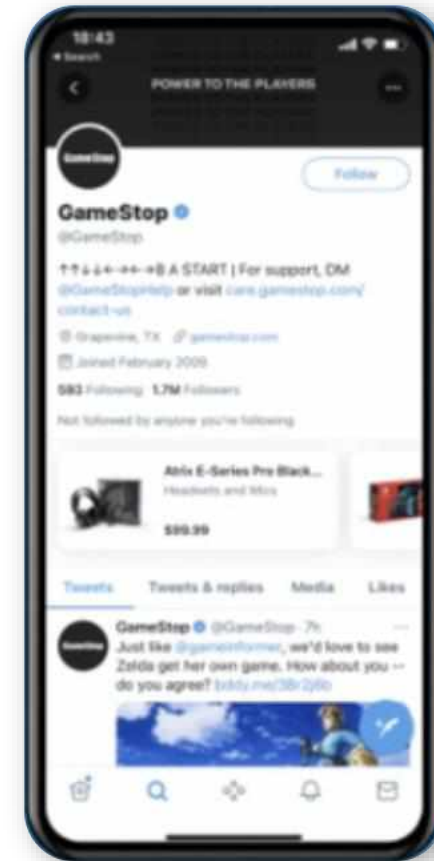 18:43
Search
POWER TO THE PLAYERS
GameStop
Follow
GameStop
@GameStop
↑↑↓↓←→←→B A START | For support, DM
@GameStopHelp or visit care.gamestop.com/
contact-us
Grapevine, TX gamestop.com
Joined February 2009
593 Following 1.7M Followers
Not followed by anyone you're following
Atrix E-Series Pro Black...
Headsets and Mics
$99.99
Tweets Tweets & replies Media Likes
GameStop @GameStop · 7h
GameStop
Just like @gameinformer, we'd love to see
Zelda get her own game. How about you --
do you agree?